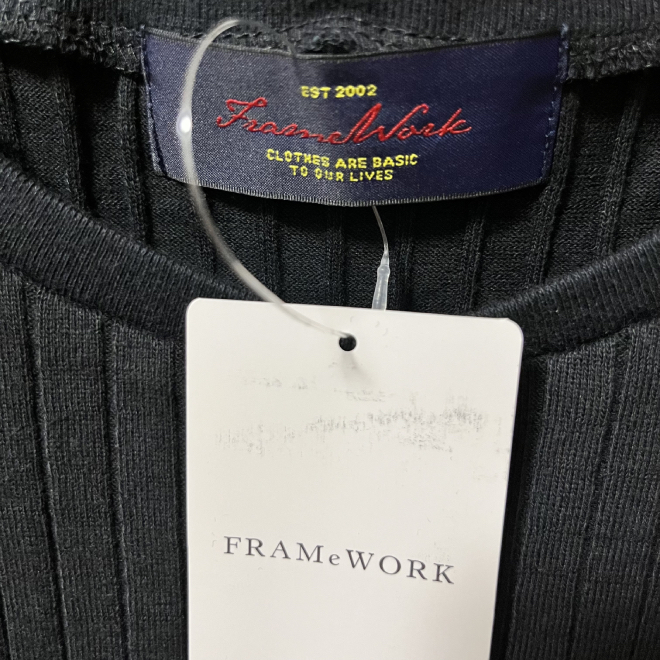 EST 2002
FrameWork
CLOTHES ARE BASIC
TO OUR LIVES
FRAMeWORK